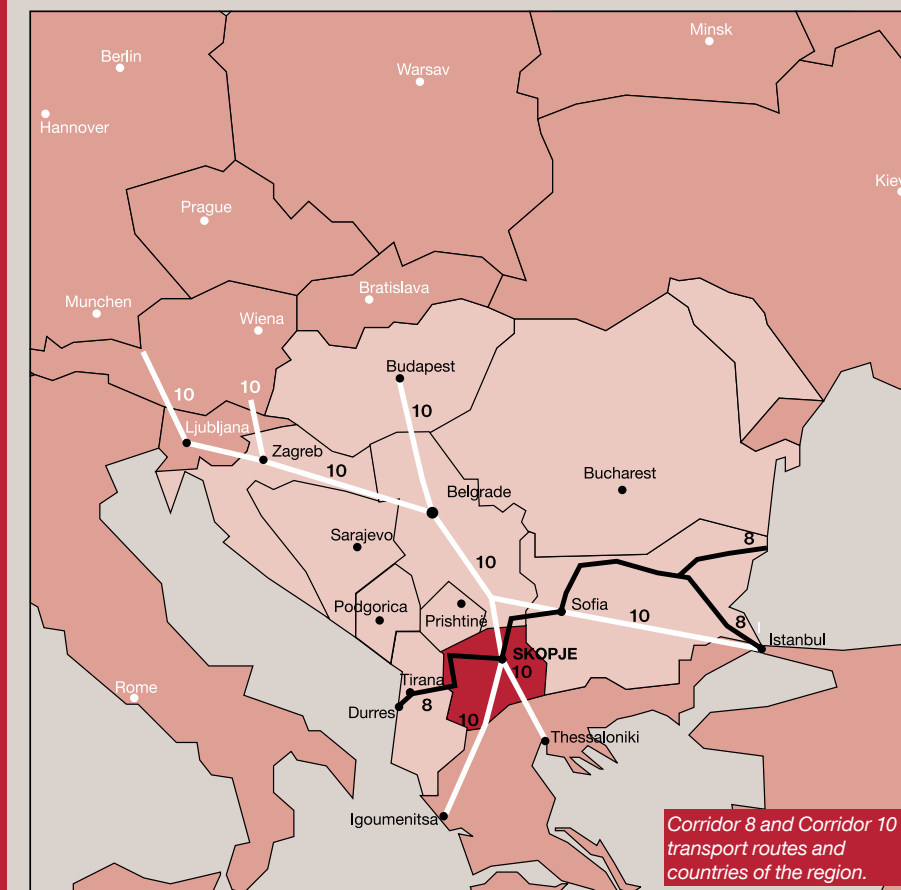 Minsk
Berlin
Warsav
Hannover
Kiev
Prague
Bratislava
Munchen
Wiena
Budapest
10
10
10
Ljubljana
Zagreb
10
Bucharest
Belgrade
Sarajevo
8
10
Podgorica
Prishtinë
Sofia
10
8
Istanbul
SKOPJE
10
Tirana
Rome
8
Durres
10
Thessaloniki
Igoumenitsa
Corridor 8 and Corridor 10
transport routes and
countries of the region.